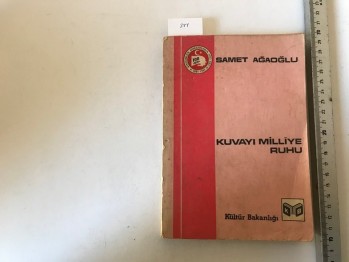 SAMET AĞAOĞLU
KUVAYI MİLLİYE
RUHU
Kültür Bakanlığı